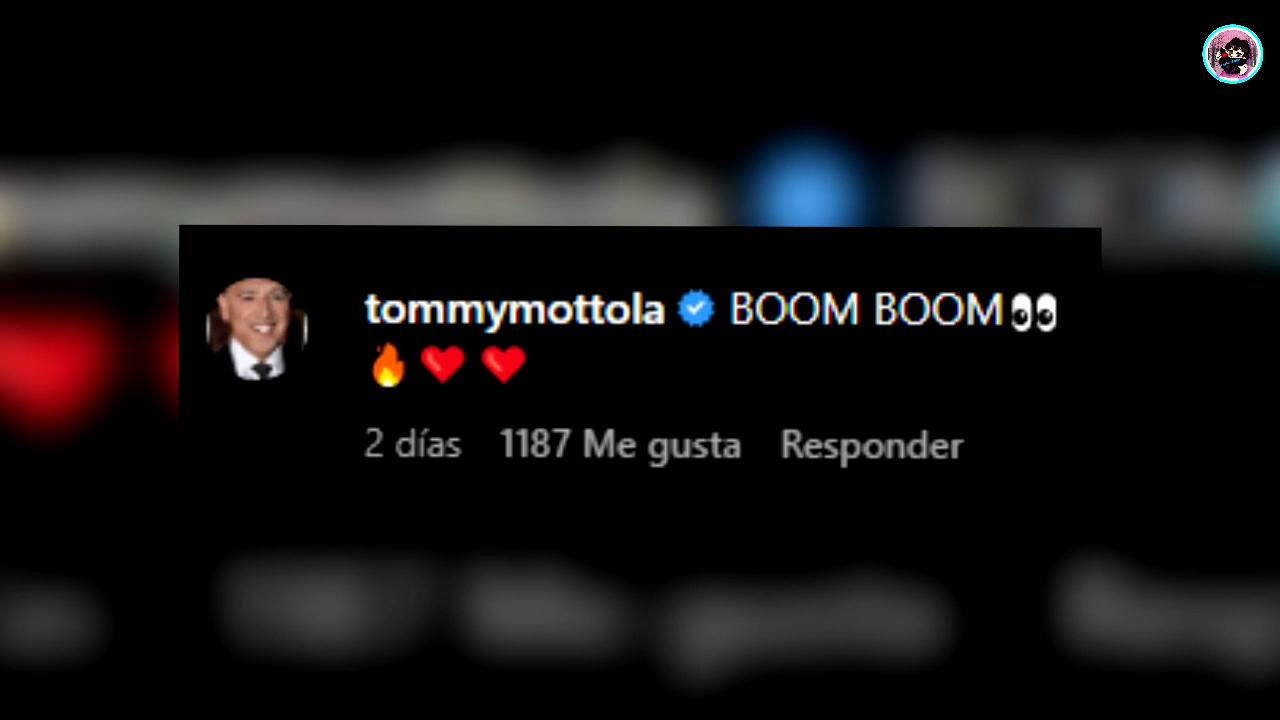 tommymottola BOOM BOOM👀
🔥❤️ ❤️
2 días 1187 Me gusta Responder